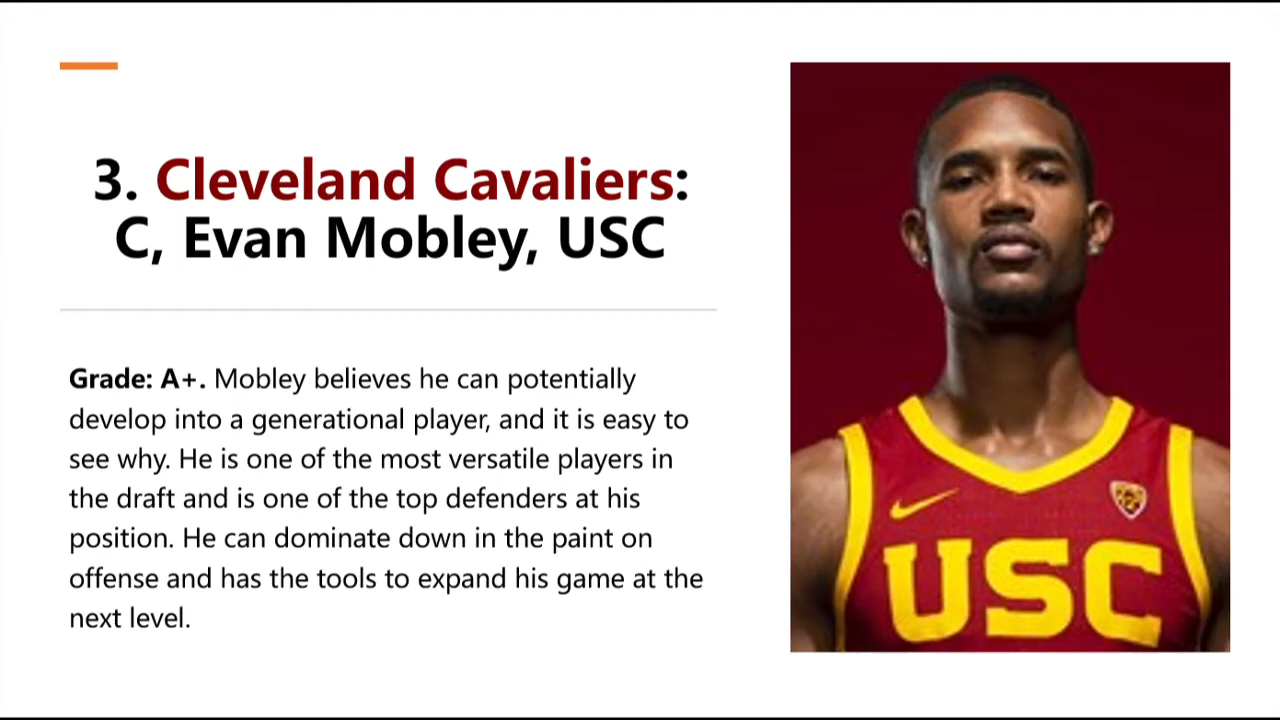 3. Cleveland Cavaliers:
C, Evan Mobley, USC
Grade: A+. Mobley believes he can potentially
develop into a generational player, and it is easy to
see why. He is one of the most versatile players in
the draft and is one of the top defenders at his
position. He can dominate down in the paint on
offense and has the tools to expand his game at the
next level.
USC